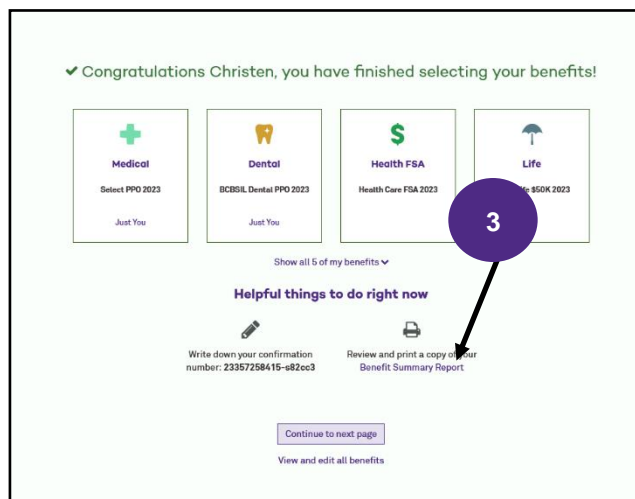 ✔ Congratulations Christen, you have finished selecting your benefits!
Medical
Select PPO 2023
Just You
Dental
BCBSIL Dental PPO 2023
Just You
Health FSA
Health Care FSA 2023
Life
$50K 2023
3
Show all 5 of my benefits
Helpful things to do right now
Write down your confirmation
number: 23357258415-s82cc3
Review and print a copy of your
Benefit Summary Report
Continue to next page
View and edit all benefits